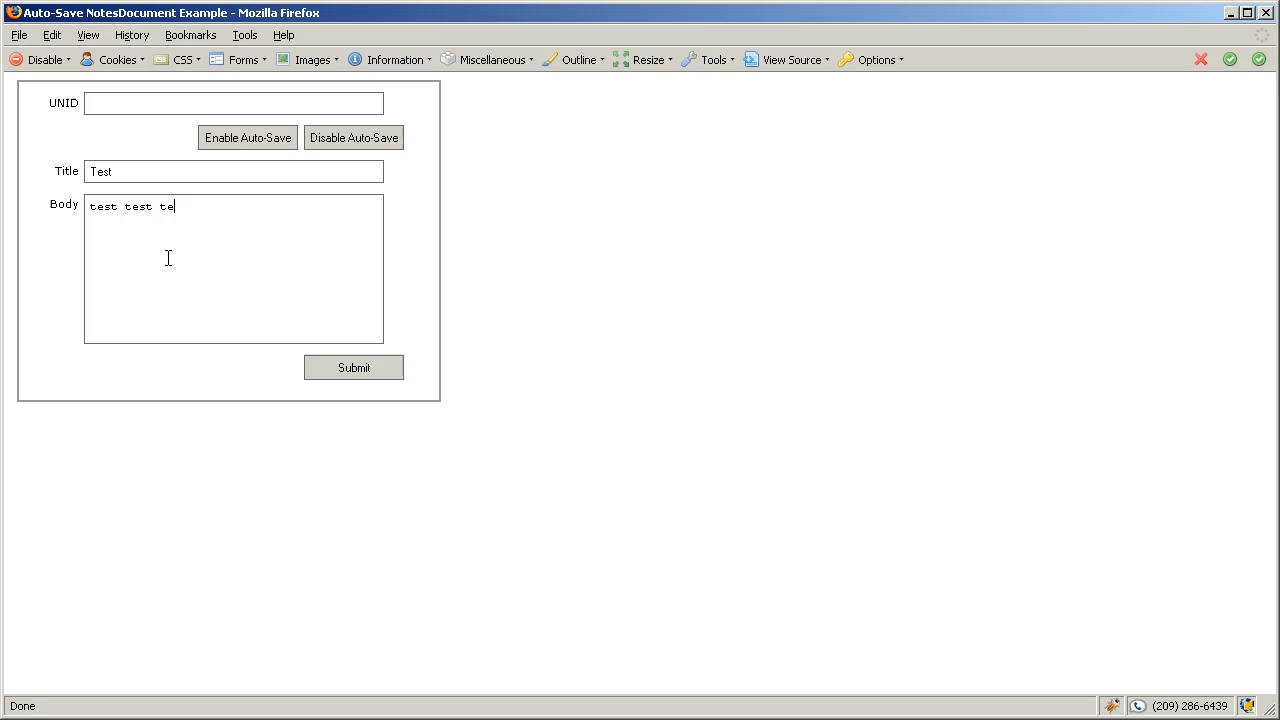 Auto-Save NotesDocument Example - Mozilla Firefox
File Edit View History Bookmarks Tools Help
Disable Cookies CSS Forms Images Information Miscellaneous Outline Resize Tools View Source Options
UNID
Enable Auto-Save Disable Auto-Save
Title Test
Body test test te
Submit
Done (209) 286-6439